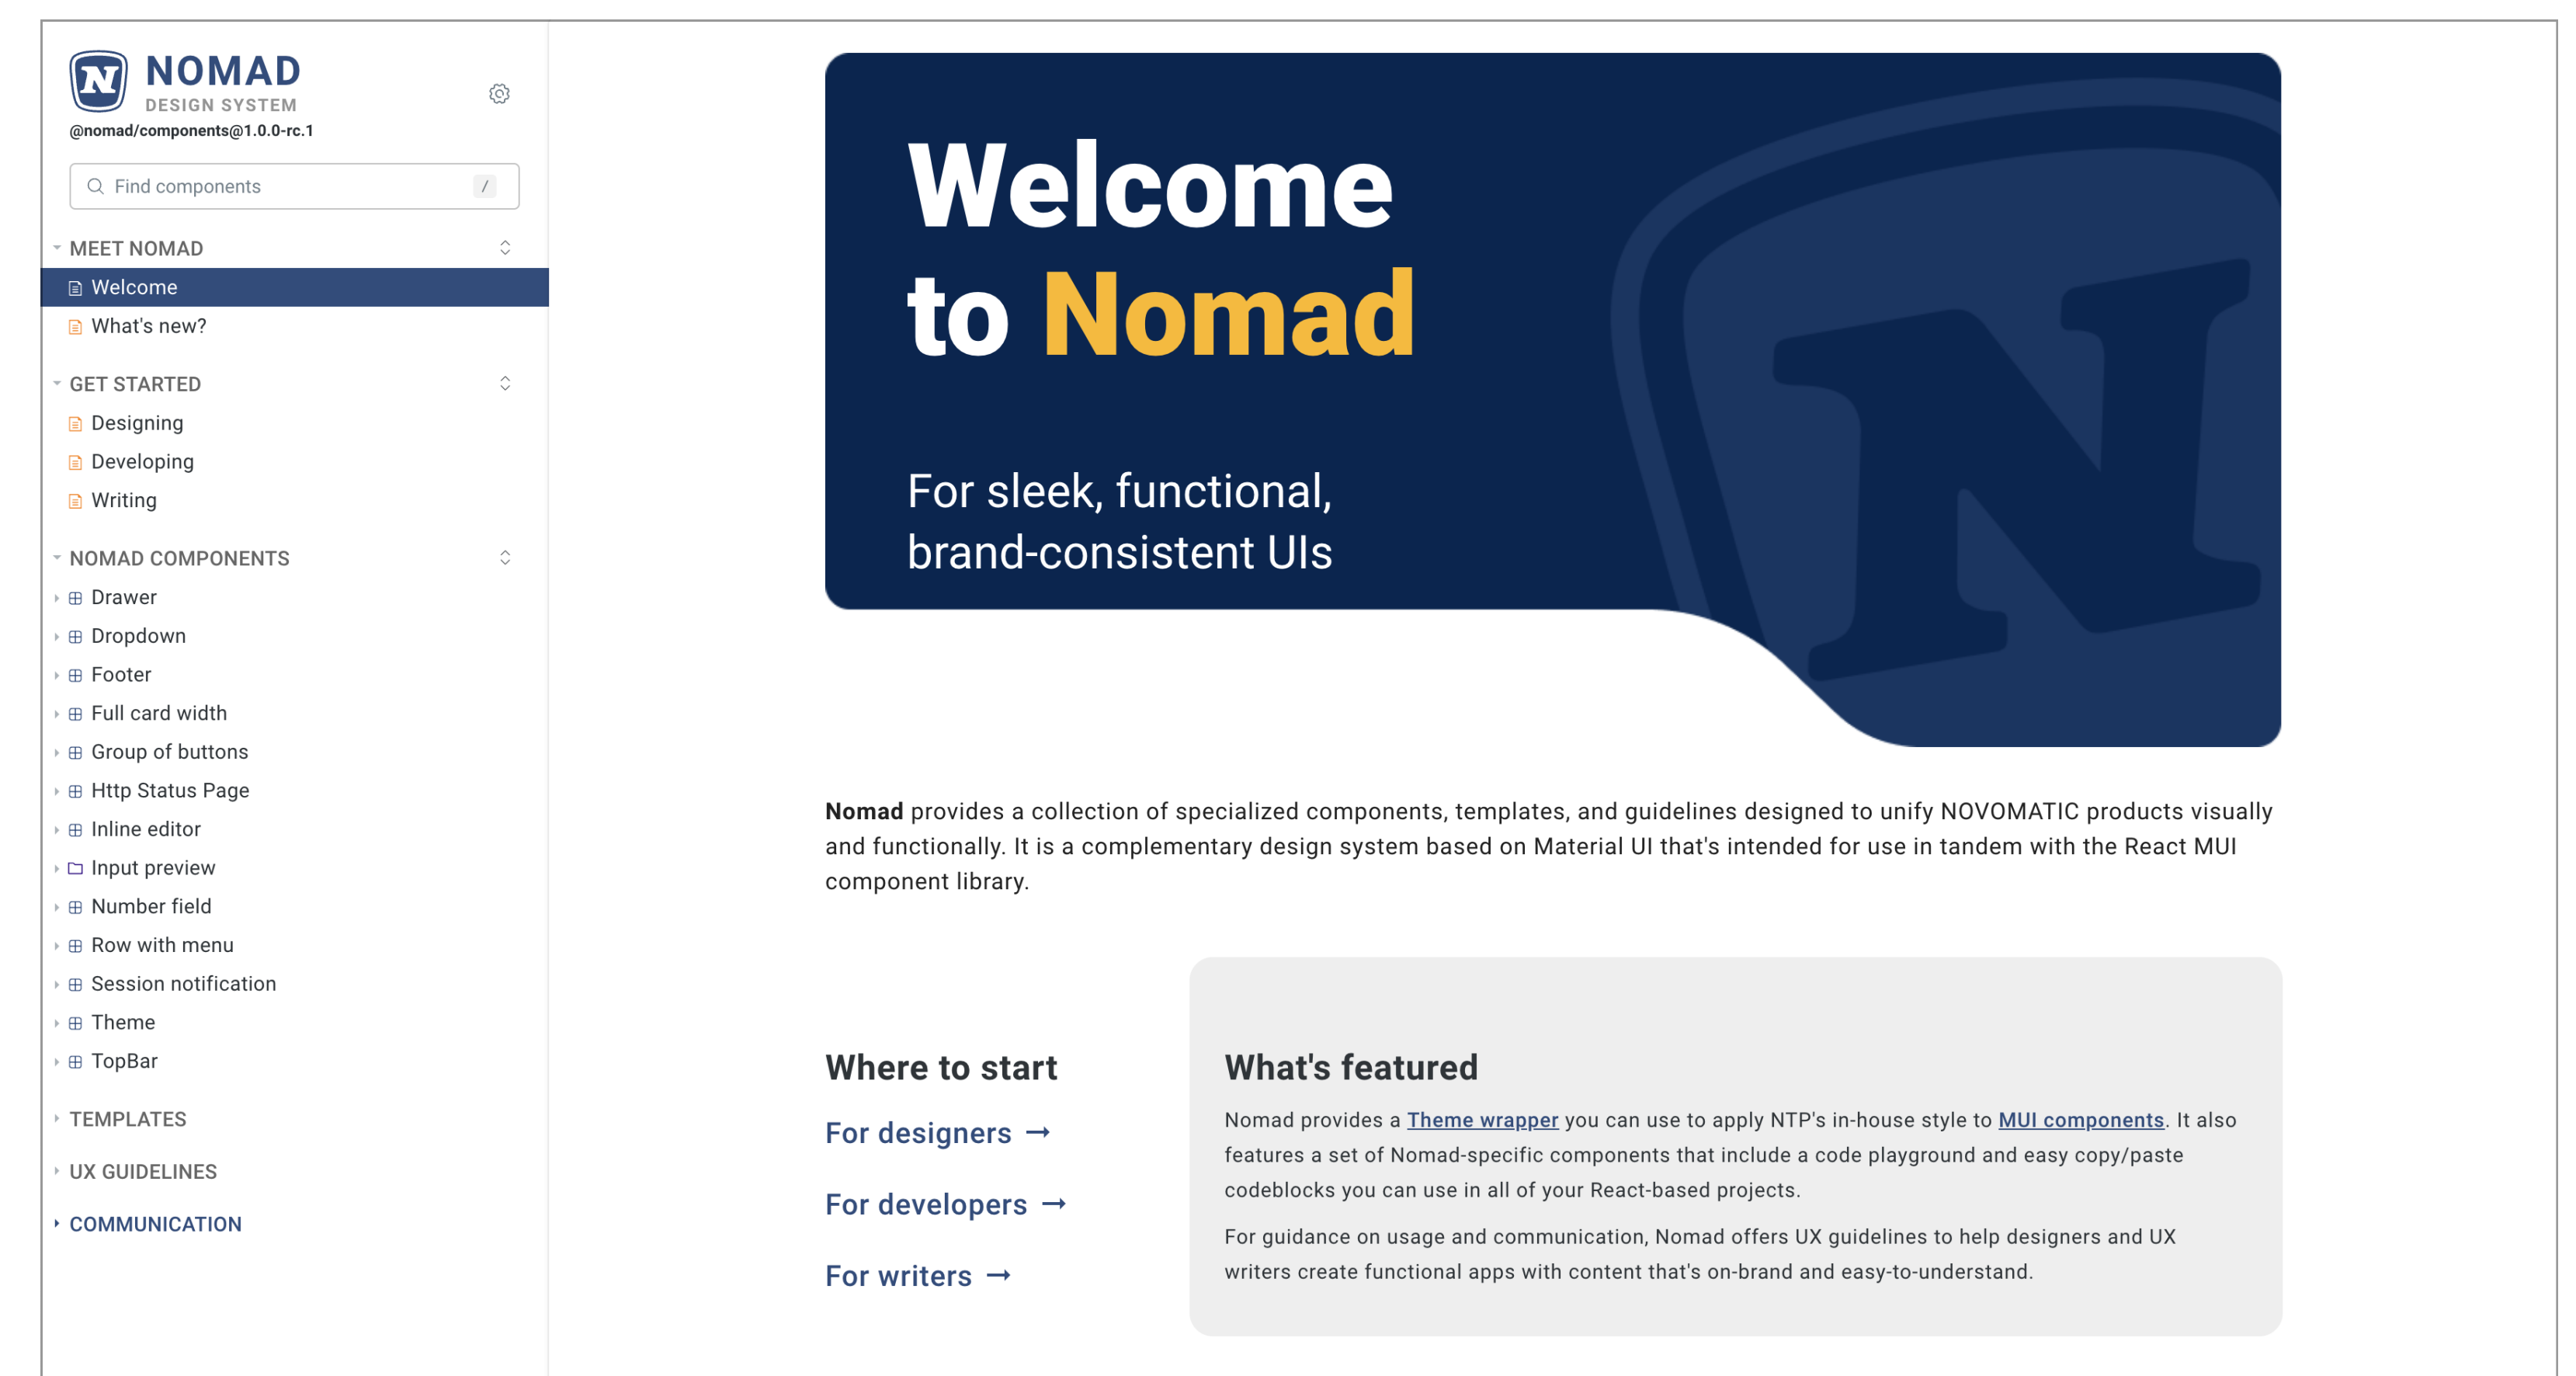 NOMAD
DESIGN SYSTEM
@nomad/components@1.0.0-rc.1
Find components /
MEET NOMAD
Welcome
What's new?
GET STARTED
Designing
Developing
Writing
NOMAD COMPONENTS
Drawer
Dropdown
Footer
Full card width
Group of buttons
Http Status Page
Inline editor
Input preview
Number field
Row with menu
Session notification
Theme
TopBar
TEMPLATES
UX GUIDELINES
COMMUNICATION
Welcome
to Nomad
For sleek, functional,
brand-consistent UIs
N
Nomad provides a collection of specialized components, templates, and guidelines designed to unify NOVOMATIC products visually
and functionally. It is a complementary design system based on Material UI that's intended for use in tandem with the React MUI
component library.
Where to start
For designers →
For developers →
For writers →
What's featured
Nomad provides a Theme wrapper you can use to apply NTP's in-house style to MUI components. It also
features a set of Nomad-specific components that include a code playground and easy copy/paste
codeblocks you can use in all of your React-based projects.
For guidance on usage and communication, Nomad offers UX guidelines to help designers and UX
writers create functional apps with content that's on-brand and easy-to-understand.